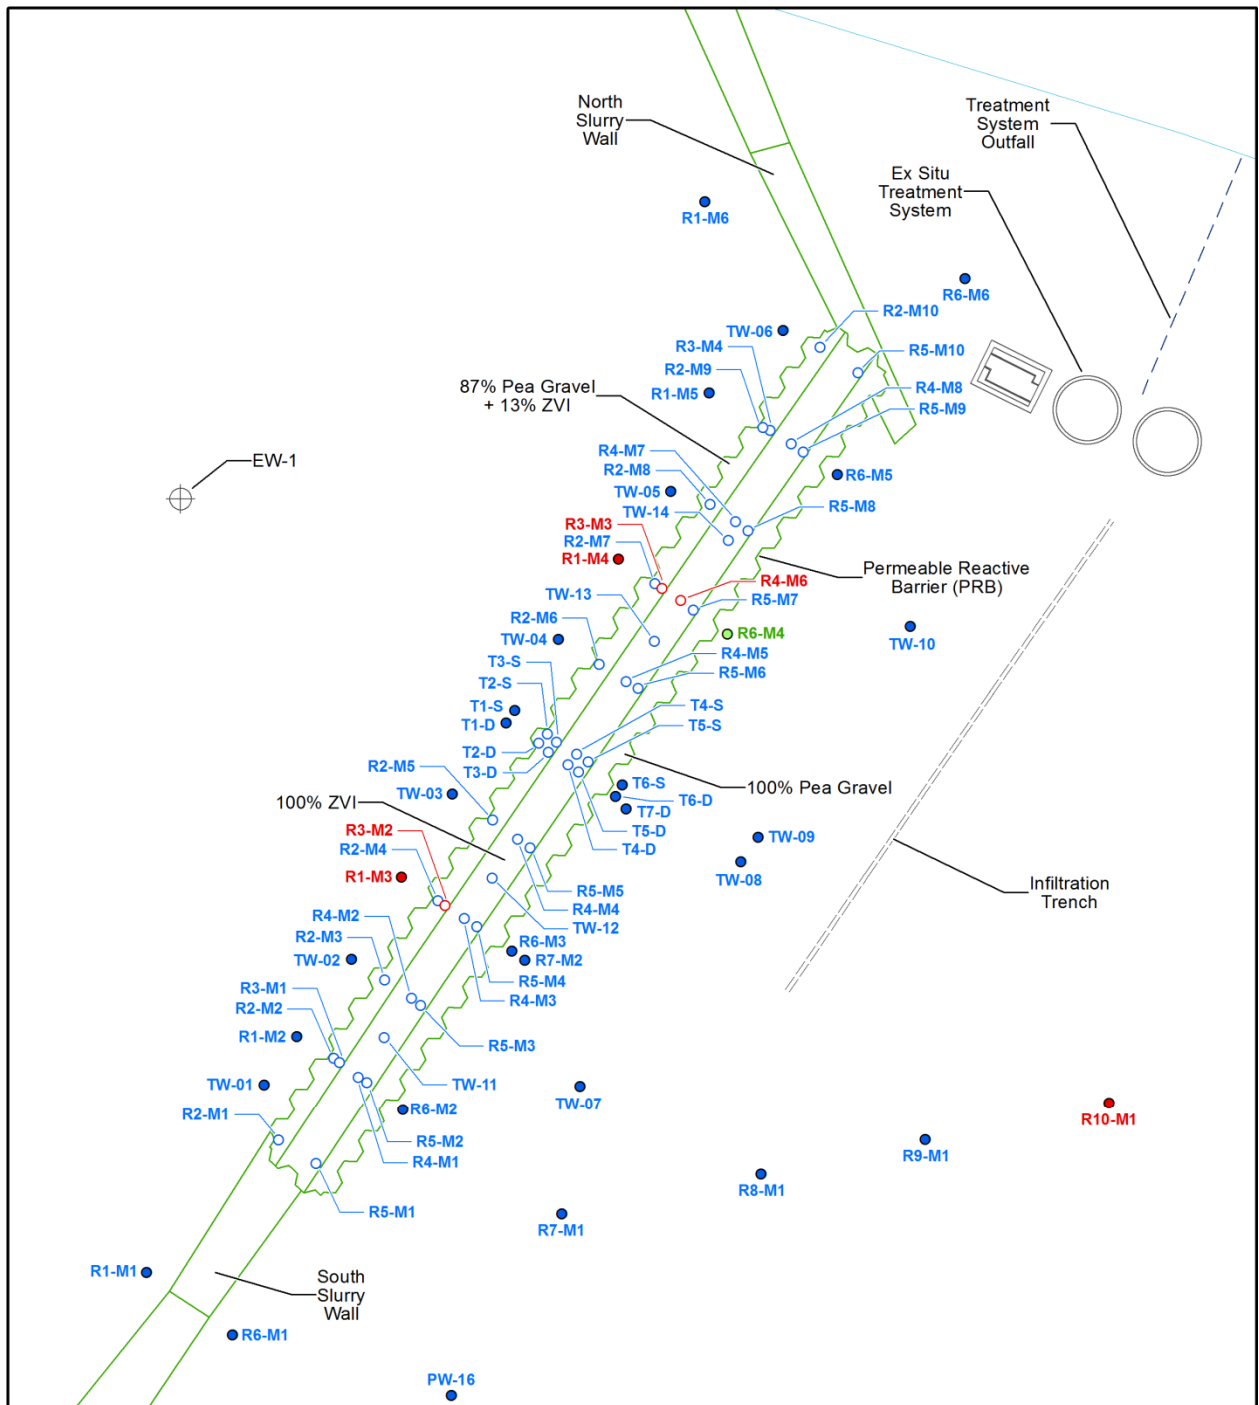 North
Slurry
Wall
Treatment
System
Outfall
Ex Situ
Treatment
System
R1-M6
R6-M6
R2-M10
TW-06
R3-M4
R5-M10
R2-M9
87% Pea Gravel
+ 13% ZVI
R1-M5
R4-M8
R5-M9
R4-M7
EW-1
R2-M8
R6-M5
TW-05
R5-M8
TW-14
R3-M3
R2-M7
R1-M4
Permeable Reactive
Barrier (PRB)
R4-M6
R5-M7
TW-13
R2-M6
R6-M4
TW-10
TW-04
R4-M5
T3-S
R5-M6
T2-S
T4-S
T1-S
T1-D
T5-S
T2-D
R2-M5
T3-D
T6-S
100% Pea Gravel
TW-03
T6-D
100% ZVI
T7-D
R3-M2
T5-D
TW-09
R2-M4
T4-D
TW-08
R1-M3
R5-M5
Infiltration
Trench
R4-M4
R4-M2
TW-12
R2-M3
R6-M3
TW-02
R7-M2
R3-M1
R5-M4
R2-M2
R4-M3
R1-M2
R5-M3
TW-01
TW-11
TW-07
R6-M2
R10-M1
R2-M1
R5-M2
R9-M1
R4-M1
R8-M1
R5-M1
R7-M1
R1-M1
South
Slurry
Wall
R6-M1
PW-16